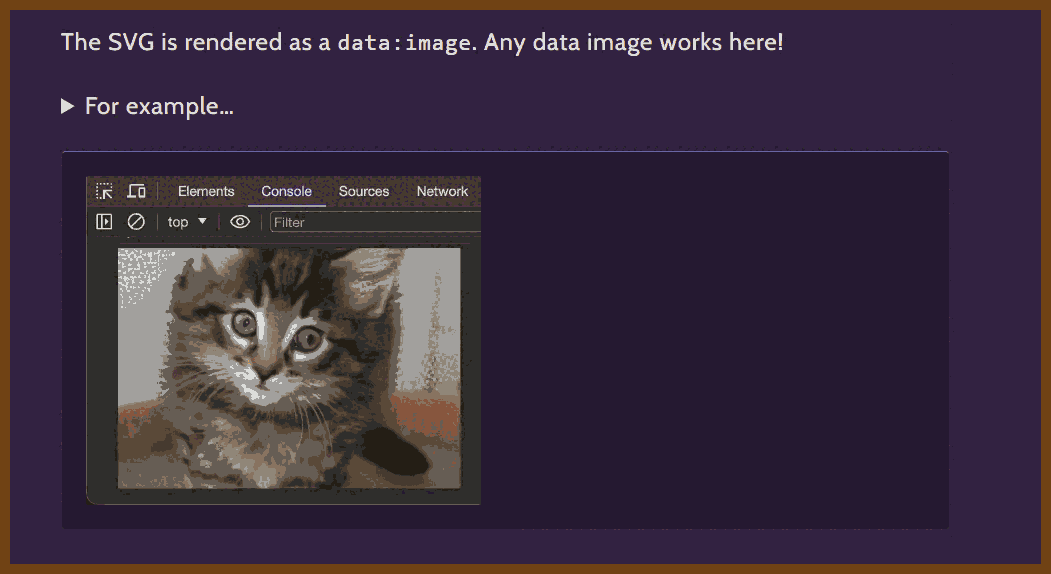 The SVG is rendered as a data:image. Any data image works here!
For example…
Elements Console Sources Network
top Filter